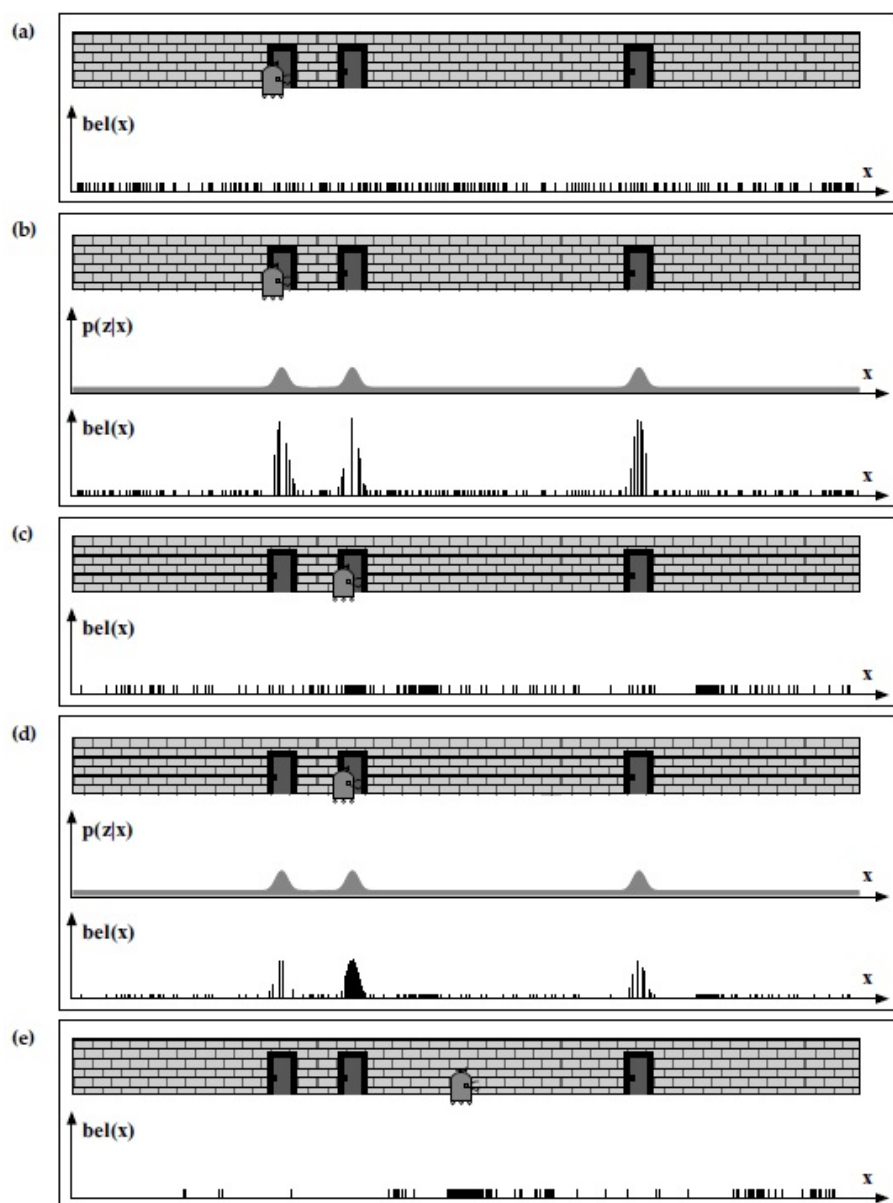 (a)
bel(x)
x
(b)
p(z|x)
x
bel(x)
x
(c)
bel(x)
x
(d)
p(z|x)
x
bel(x)
x
(e)
bel(x)
x